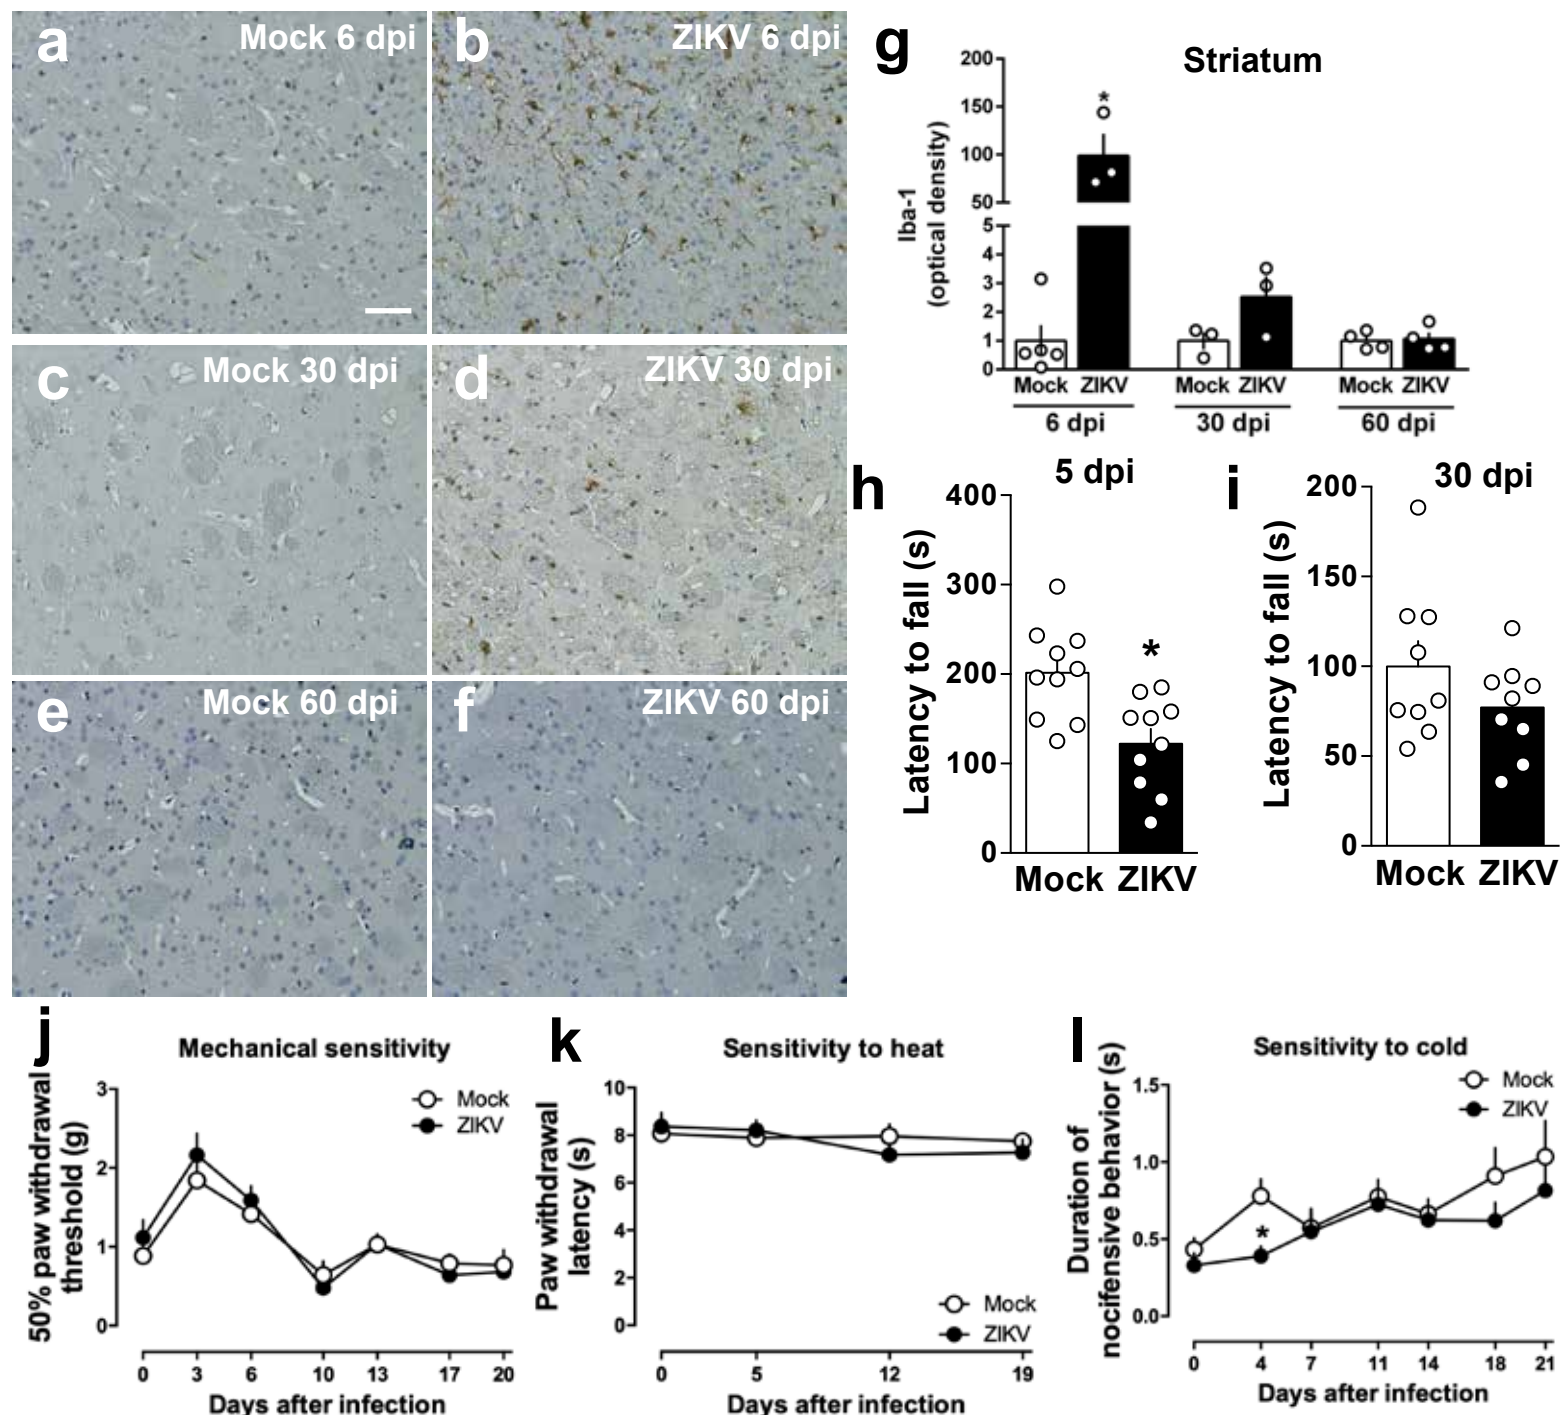 a
Mock 6 dpi
b
ZIKV 6 dpi
c
Mock 30 dpi
d
ZIKV 30 dpi
e
Mock 60 dpi
f
ZIKV 60 dpi
g
Striatum
Iba-1
(optical density)
200
150
100
50
5
4
3
2
1
0
*
Mock ZIKV Mock ZIKV Mock ZIKV
6 dpi 30 dpi 60 dpi
h
5 dpi
Latency to fall (s)
400
300
200
100
0
*
Mock ZIKV
i
30 dpi
Latency to fall (s)
200
150
100
50
0
Mock ZIKV
j
Mechanical sensitivity
50% paw withdrawal
threshold (g)
3
2
1
0
Mock
ZIKV
0 3 6 10 13 17 20
Days after infection
k
Sensitivity to heat
Paw withdrawal
latency (s)
10
8
6
4
2
0
Mock
ZIKV
0 5 12 19
Days after infection
l
Sensitivity to cold
Duration of
nocifensive behavior (s)
1.5
1.0
0.5
0.0
Mock
ZIKV
*
0 4 7 11 14 18 21
Days after infection